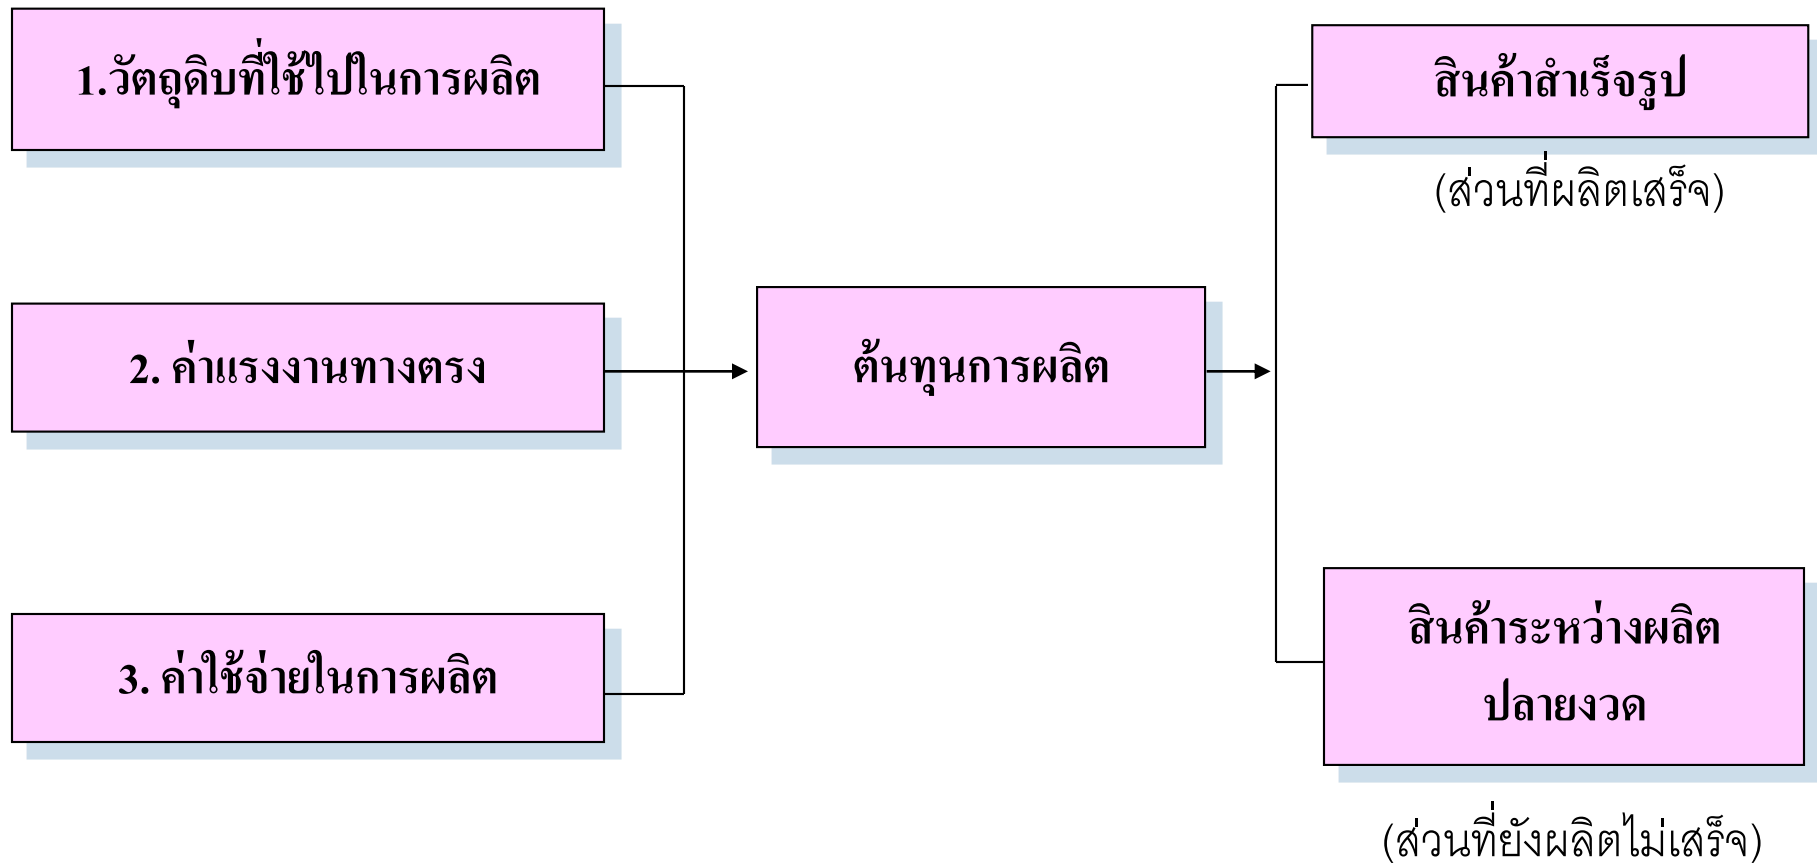 1.วัตถุดิบที่ใช้ไปในการผลิต
2. ค่าแรงงานทางตรง
3. ค่าใช้จ่ายในการผลิต
ต้นทุนการผลิต
สินค้าสำเร็จรูป
(ส่วนที่ผลิตเสร็จ)
สินค้าระหว่างผลิต
ปลายงวด
(ส่วนที่ยังผลิตไม่เสร็จ)